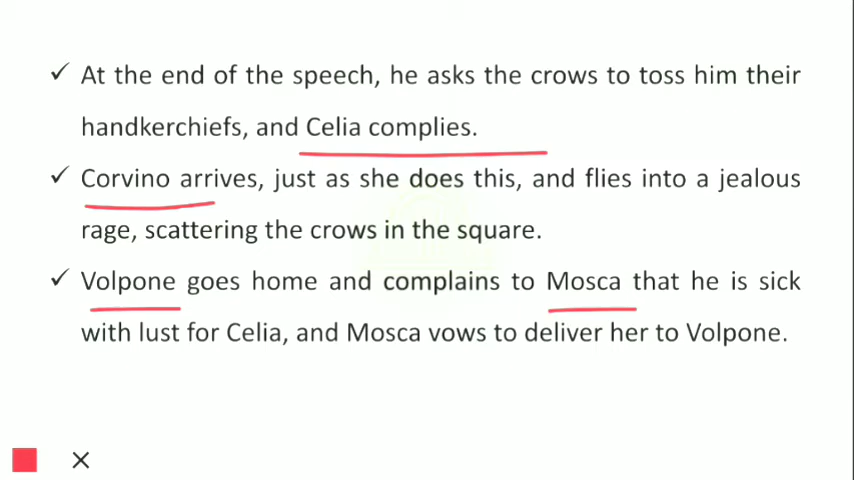 ✓ At the end of the speech, he asks the crows to toss him their
handkerchiefs, and Celia complies.
✓ Corvino arrives, just as she does this, and flies into a jealous
rage, scattering the crows in the square.
✓ Volpone goes home and complains to Mosca that he is sick
with lust for Celia, and Mosca vows to deliver her to Volpone.